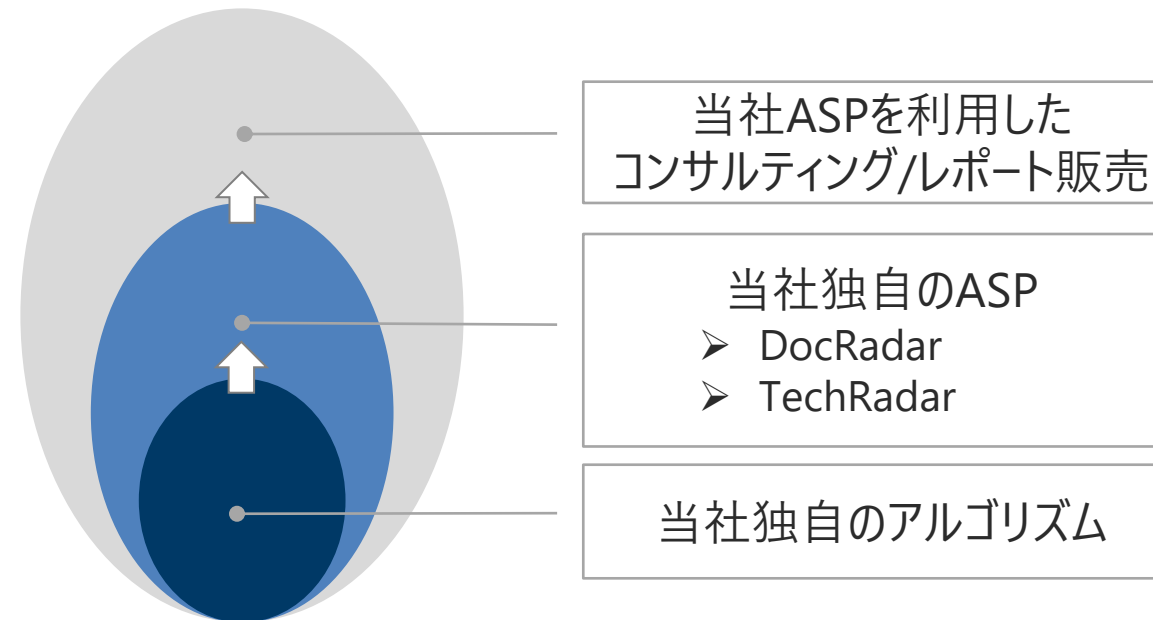 当社ASPを利用した
コンサルティング/レポート販売
当社独自のASP
➢ DocRadar
➢ TechRadar
当社独自のアルゴリズム